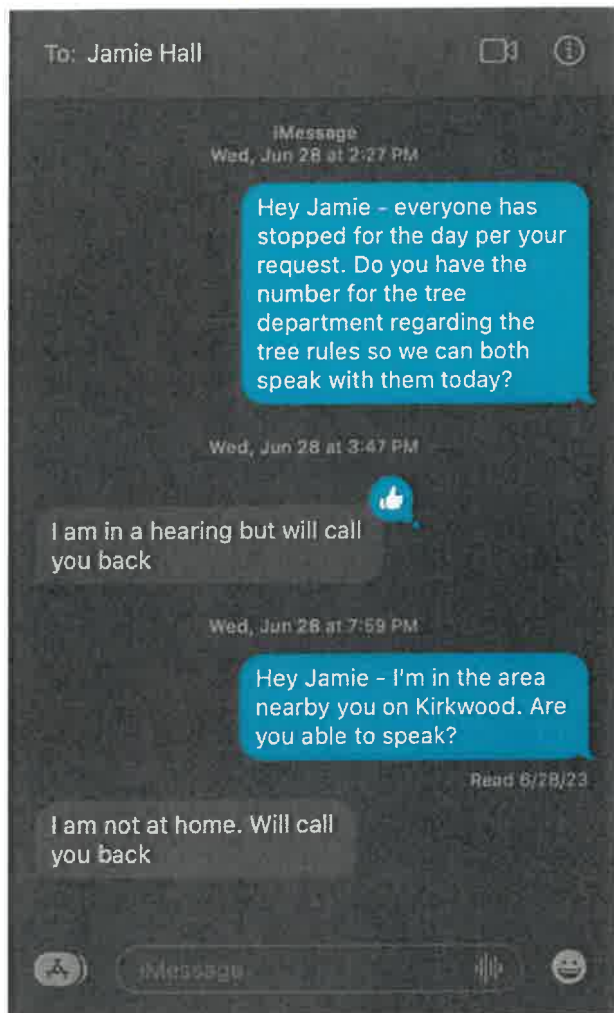 To: Jamie Hall
iMessage
Wed, Jun 28 at 2:27 PM
Hey Jamie - everyone has
stopped for the day per your
request. Do you have the
number for the tree
department regarding the
tree rules so we can both
speak with them today?
Wed, Jun 28 at 3:47 PM
I am in a hearing but will call
you back
Wed, Jun 28 at 7:59 PM
Hey Jamie - I'm in the area
nearby you on Kirkwood. Are
you able to speak?
Read 6/28/23
I am not at home. Will call
you back
iMessage